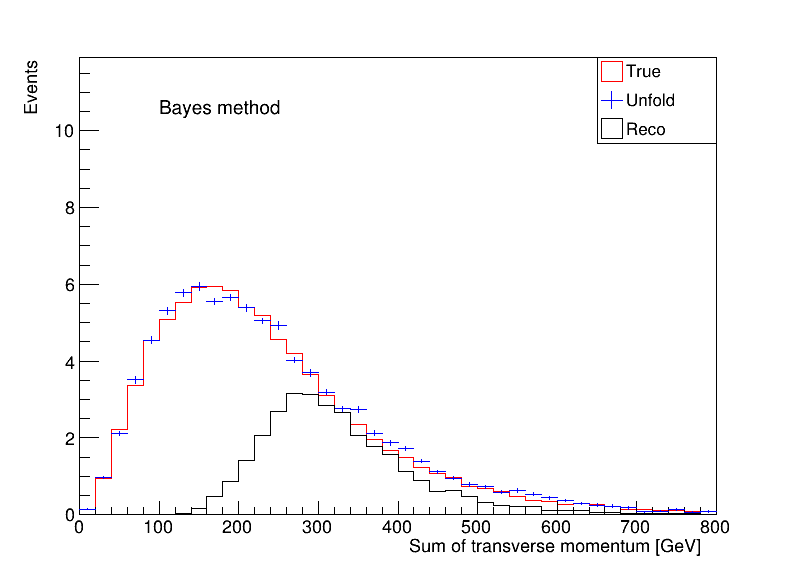 Events
Bayes method
True
Unfold
Reco
10
8
6
4
2
0
0 100 200 300 400 500 600 700 800
Sum of transverse momentum [GeV]